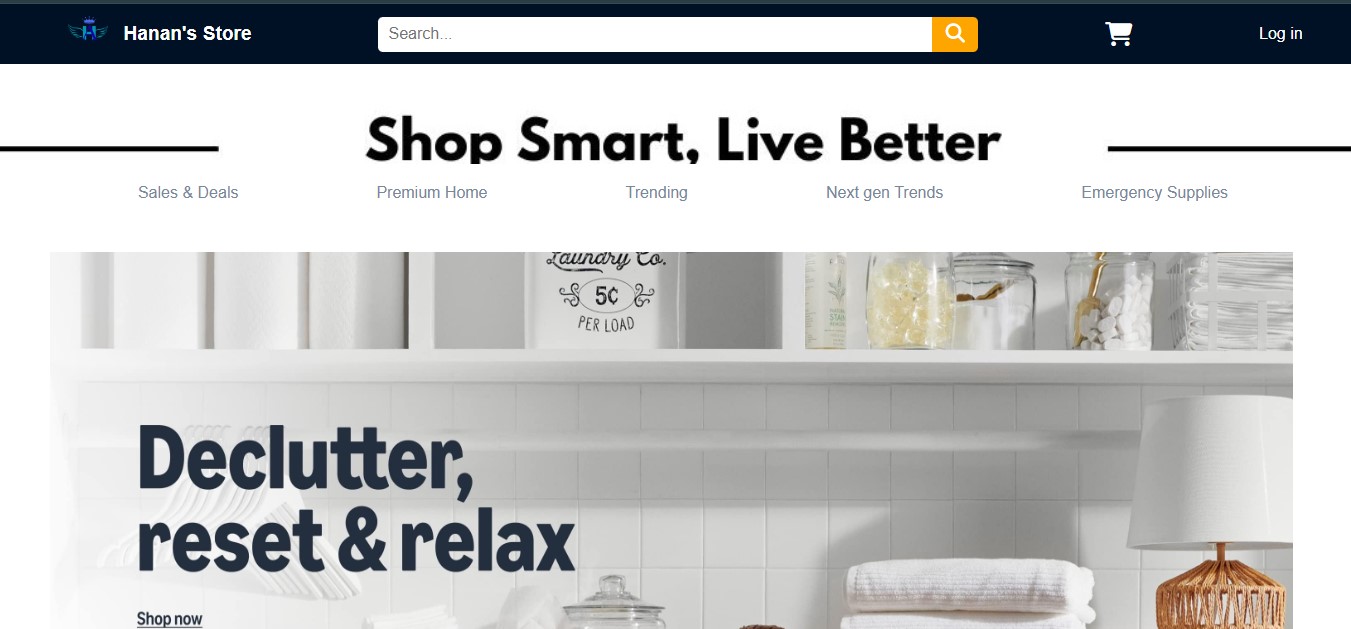 Hanan's Store
Search...
Log in
Shop Smart, Live Better
Sales & Deals
Premium Home
Trending
Next gen Trends
Emergency Supplies
Laundry Co.
5¢
PER LOAD
STAIN
Declutter,
reset & relax
Shop now